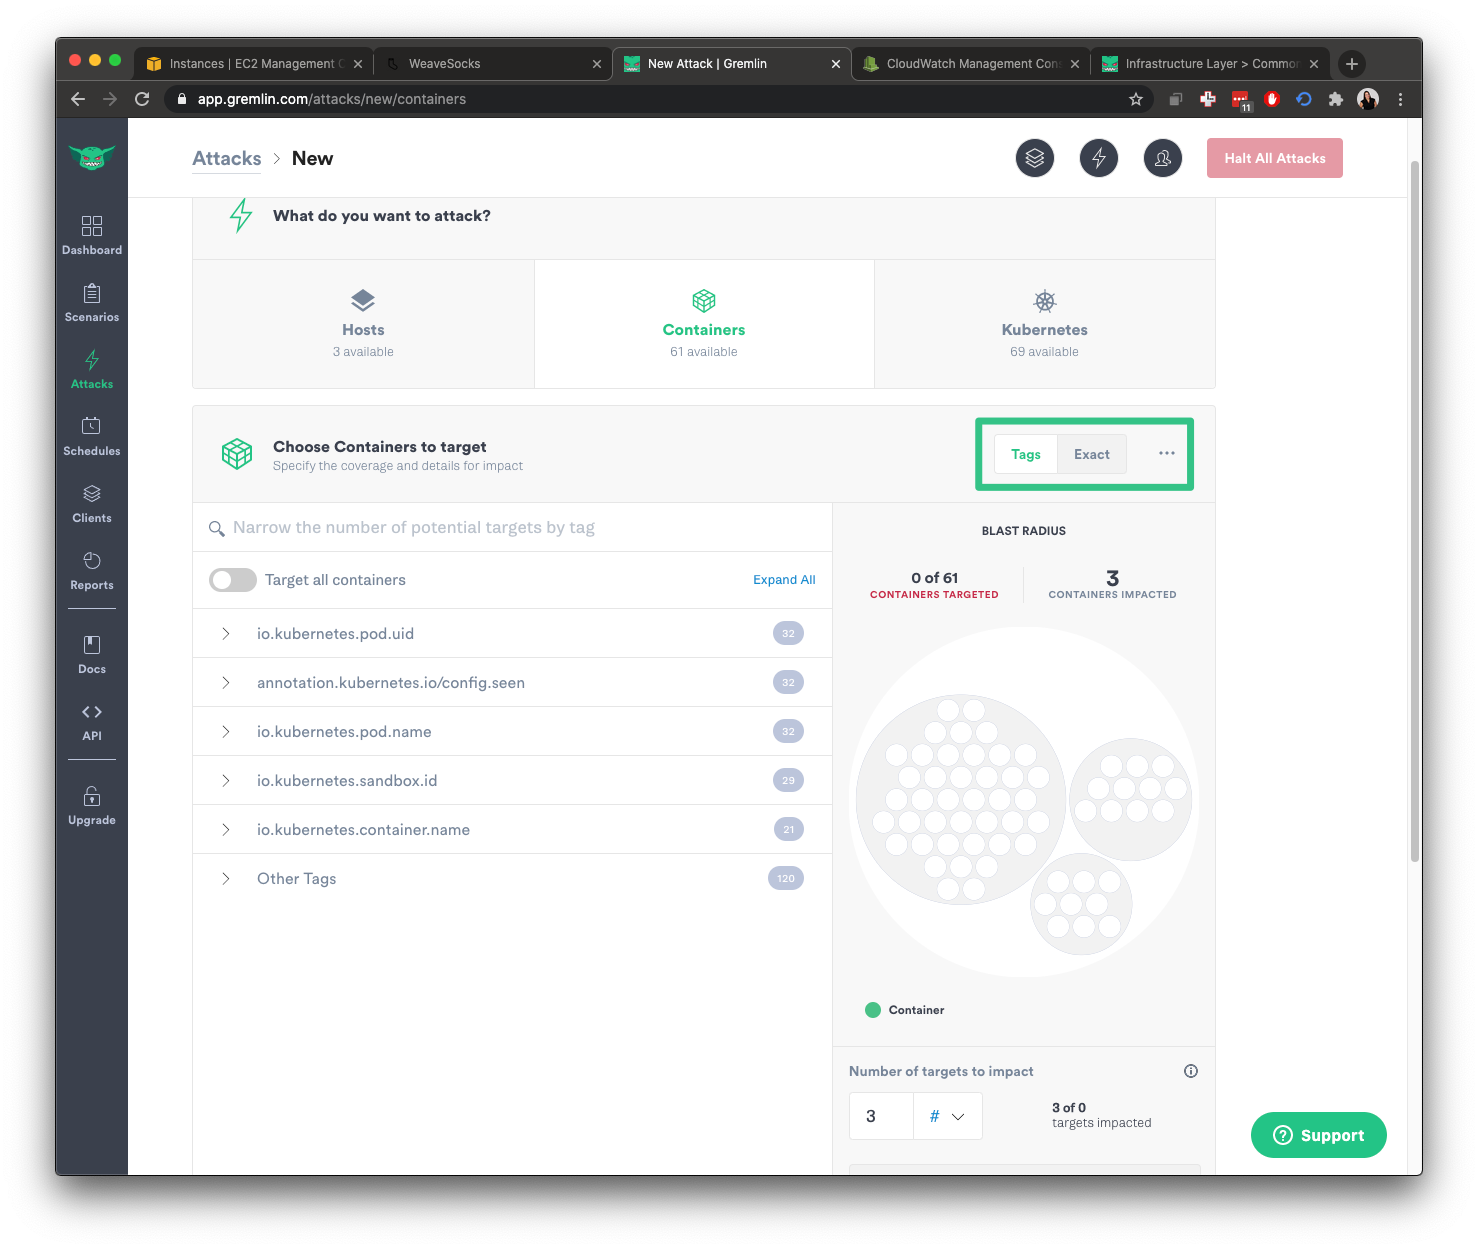 Instances | EC2 Management C
WeaveSocks
New Attack | Gremlin
CloudWatch Management Con
Infrastructure Layer > Common
app.gremlin.com/attacks/new/containers
11
Attacks > New
Halt All Attacks
Dashboard
Scenarios
Attacks
Schedules
Clients
Reports
Docs
API
Upgrade
What do you want to attack?
Hosts
3 available
Containers
61 available
Kubernetes
69 available
Choose Containers to target
Specify the coverage and details for impact
Tags
Exact
Narrow the number of potential targets by tag
Target all containers
Expand All
io.kubernetes.pod.uid 32
annotation.kubernetes.io/config.seen 32
io.kubernetes.pod.name 32
io.kubernetes.sandbox.id 29
io.kubernetes.container.name 21
Other Tags 120
BLAST RADIUS
0 of 61
CONTAINERS TARGETED
3
CONTAINERS IMPACTED
Container
Number of targets to impact
3 #
3 of 0
targets impacted
Support